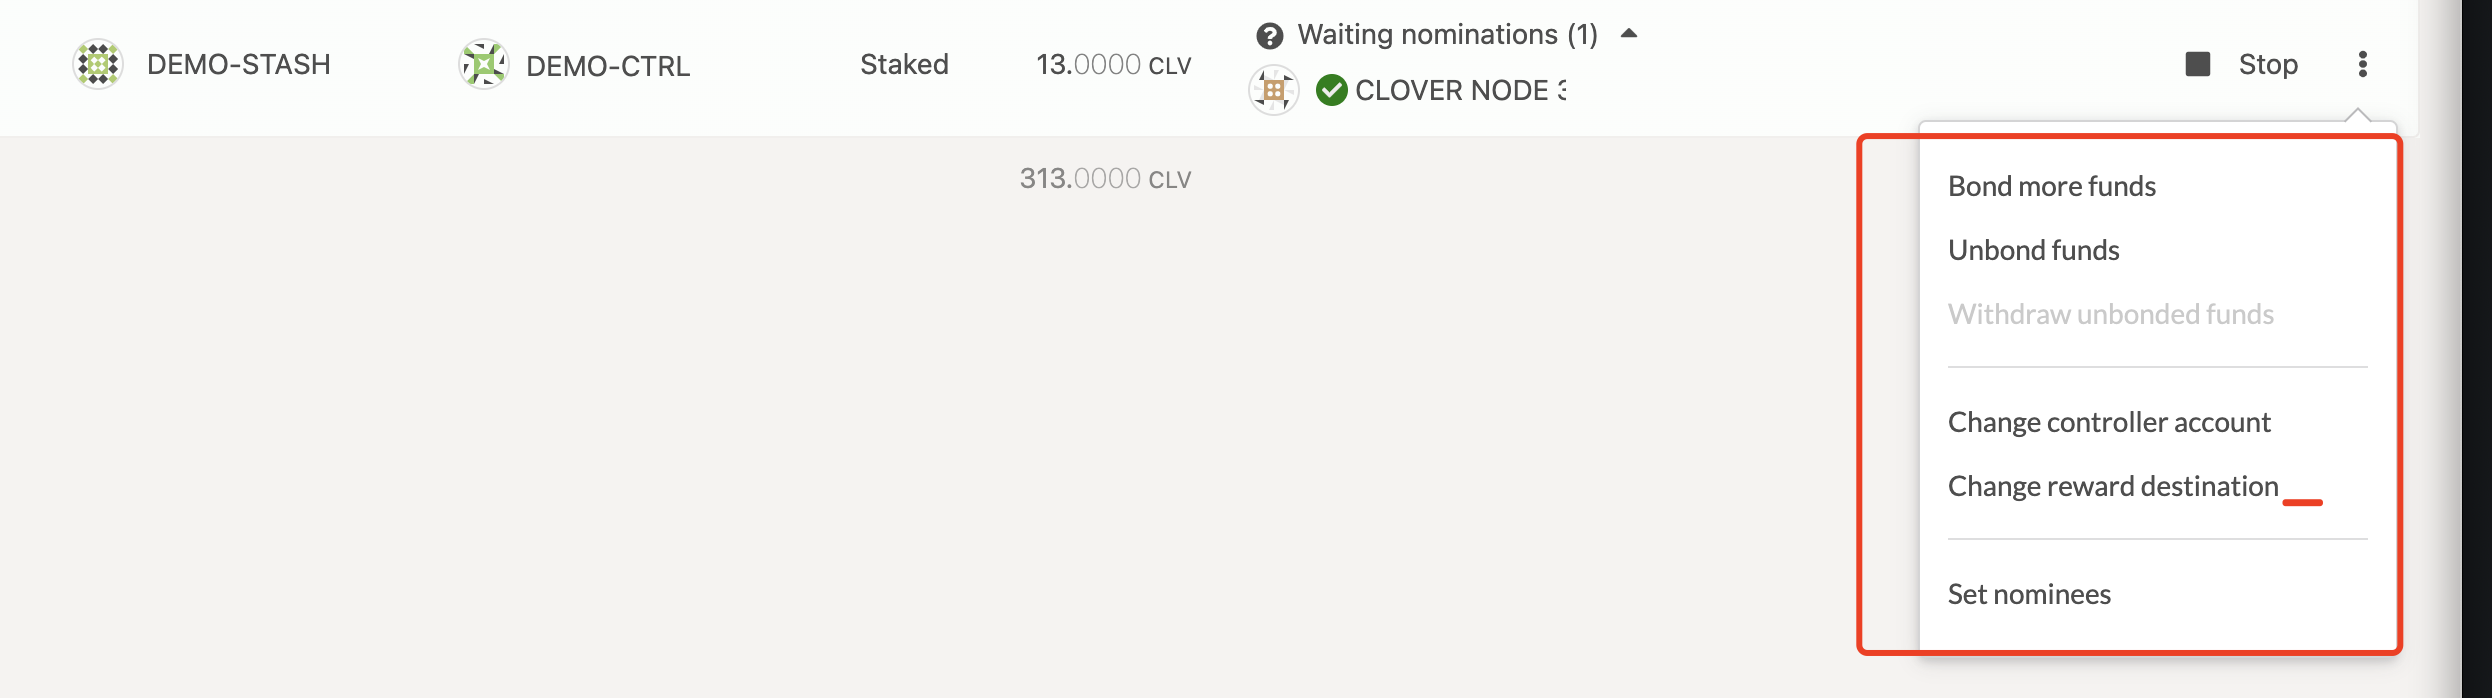 DEMO-STASH
DEMO-CTRL
Staked
13.0000 CLV
Waiting nominations (1)
CLOVER NODE
Stop
313.0000 CLV
Bond more funds
Unbond funds
Withdraw unbonded funds
Change controller account
Change reward destination
Set nominees